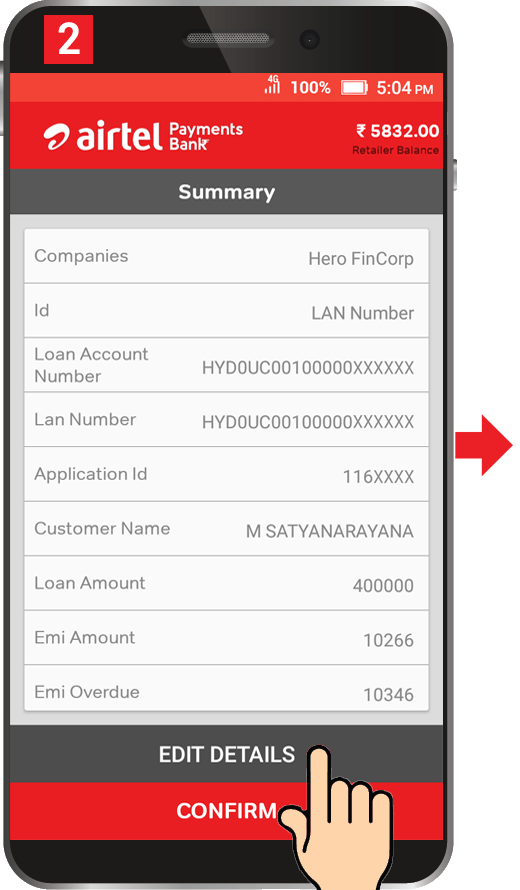 2
4G 100% 5:04 PM
airtel Payments Bank
₹ 5832.00
Retailer Balance
Summary
Companies Hero FinCorp
Id LAN Number
Loan Account
Number HYD0UC00100000XXXXXX
Lan Number HYD0UC00100000XXXXXX
Application Id 116XXXX
Customer Name M SATYANARAYANA
Loan Amount 400000
Emi Amount 10266
Emi Overdue 10346
EDIT DETAILS
CONFIRM